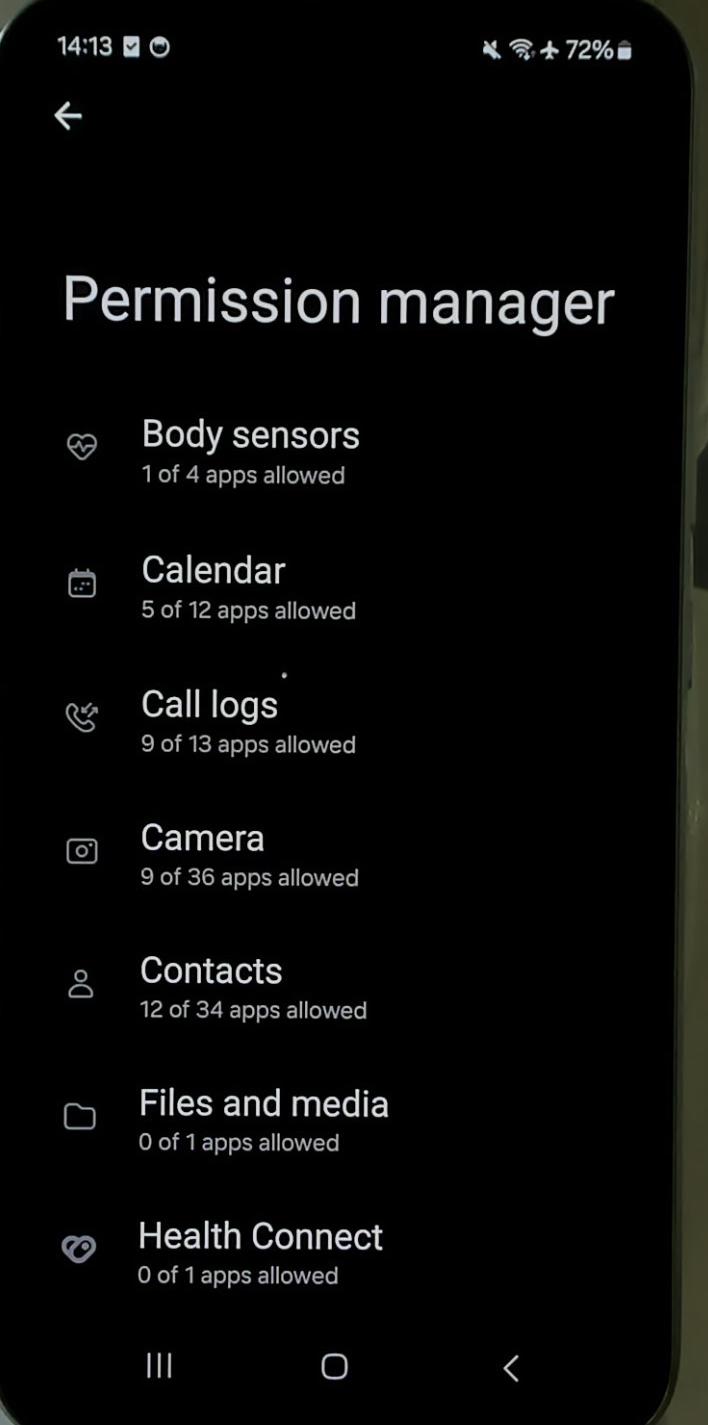 14:13
72%
Permission manager
Body sensors
1 of 4 apps allowed
Calendar
5 of 12 apps allowed
Call logs
9 of 13 apps allowed
Camera
9 of 36 apps allowed
Contacts
12 of 34 apps allowed
Files and media
0 of 1 apps allowed
Health Connect
0 of 1 apps allowed